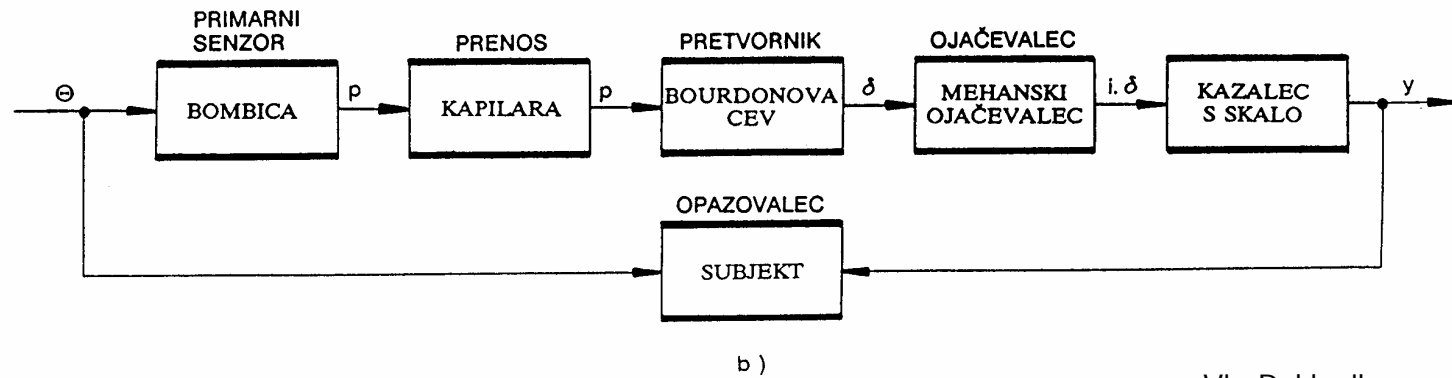 PRIMARNI
SENZOR
PRENOS
PRETVORNIK
OJAČEVALEC
Θ
BOMBICA
p
KAPILARA
p
BOURDONOVA
CEV
δ
MEHANSKI
OJAČEVALEC
i. δ
KAZALEC
S SKALO
y
OPAZOVALEC
SUBJEKT
b )